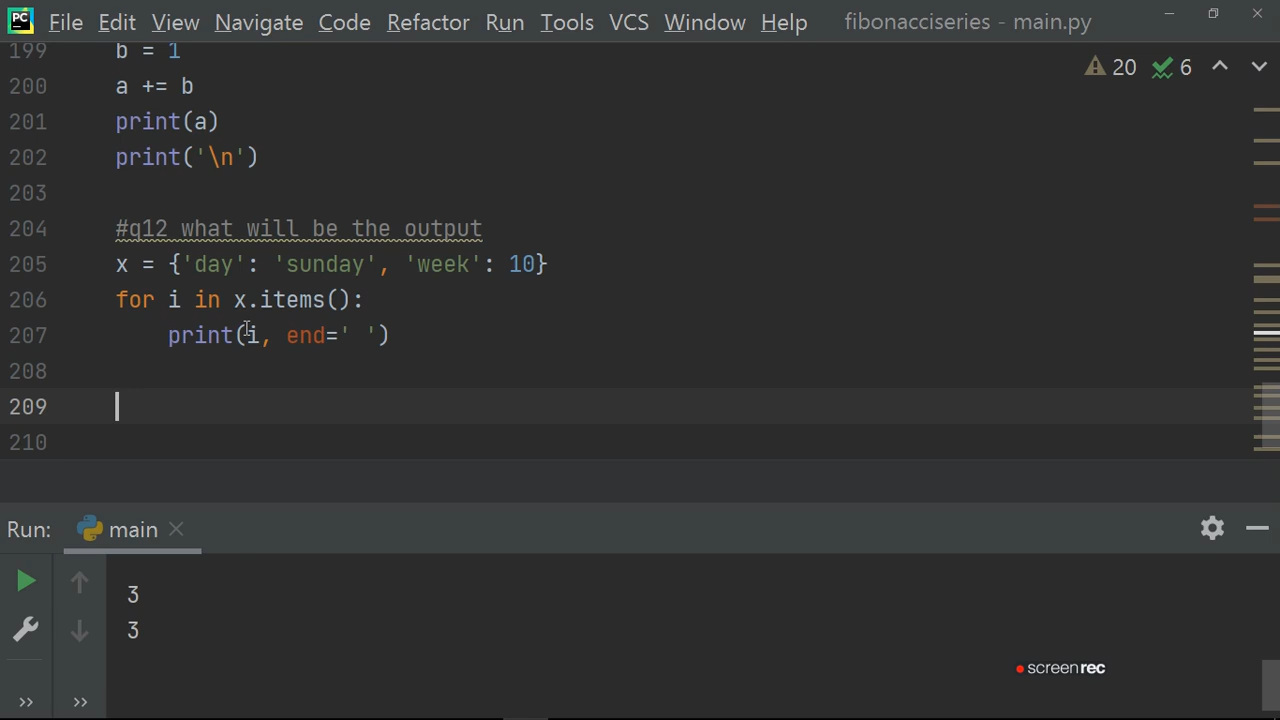 PC File Edit View Navigate Code Refactor Run Tools VCS Window Help fibonacciseries - main.py
199 b = 1
20 6
200 a += b
201 print(a)
202 print('\n')
203
204 #q12 what will be the output
205 x = {'day': 'sunday', 'week': 10}
206 for i in x.items():
207 print(i, end=' ')
208
209
210
Run: main
3
3
screenrec